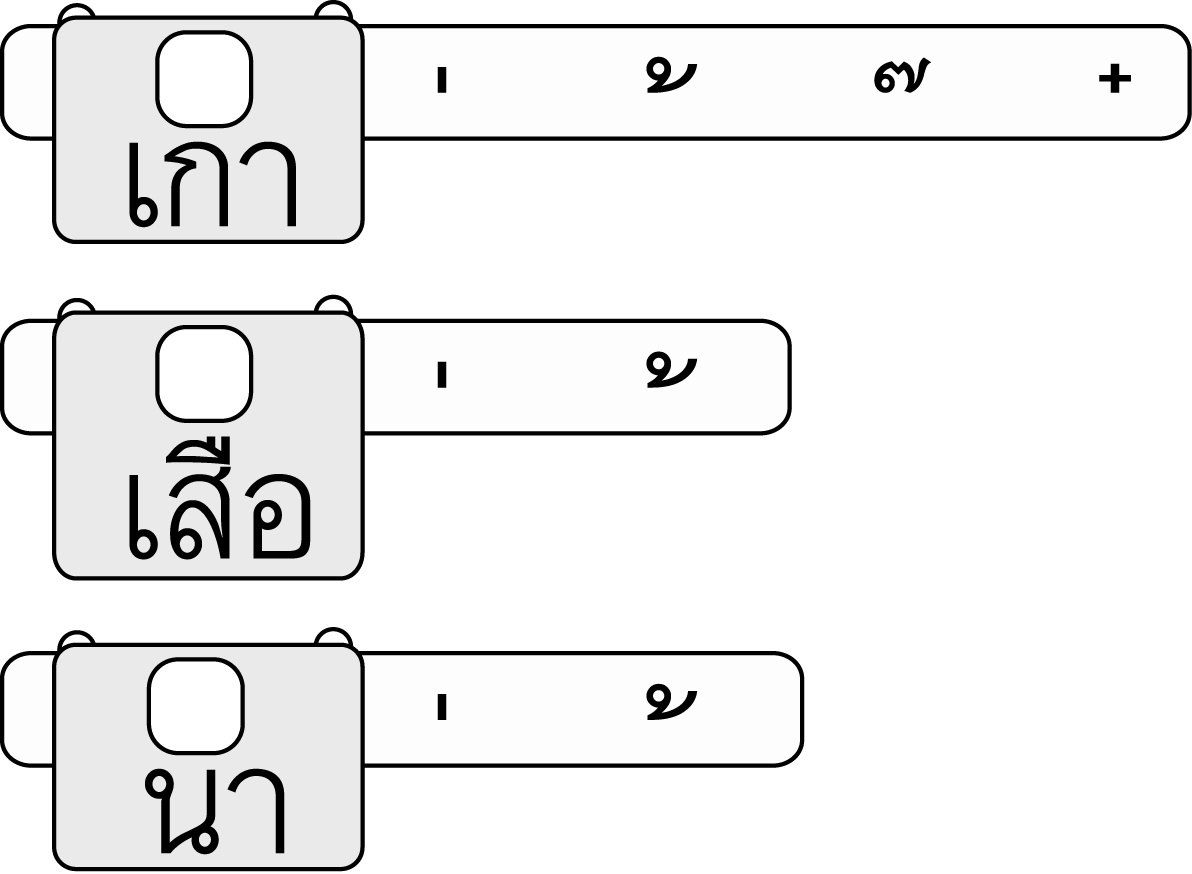 ่ ้ ๊ ๋
เกา
่ ้
เสือ
่ ้
นา